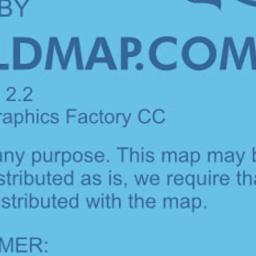 BY
LDMAP.COM
2.2
raphics Factory CC
any purpose. This map may b
stributed as is, we require tha
stributed with the map.
MER: